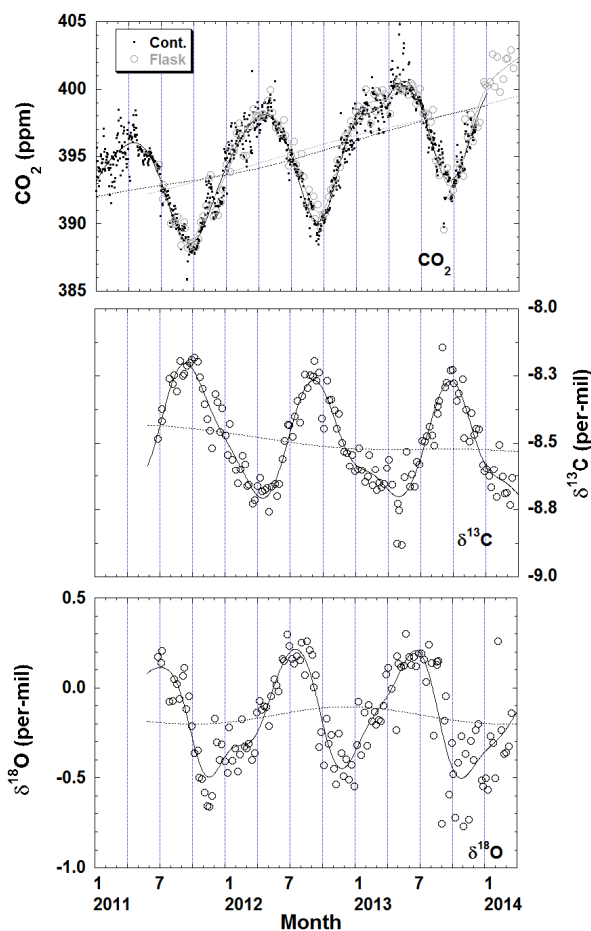 405
Cont.
Flask
400
395
390
385
CO₂ (ppm)
CO₂
-8.0
-8.3
-8.5
-8.8
-9.0
δ¹³C (per-mil)
δ¹³C
0.5
0.0
-0.5
-1.0
δ¹⁸O (per-mil)
δ¹⁸O
1 7 1 7 1 7 1
2011 2012 2013 2014
Month